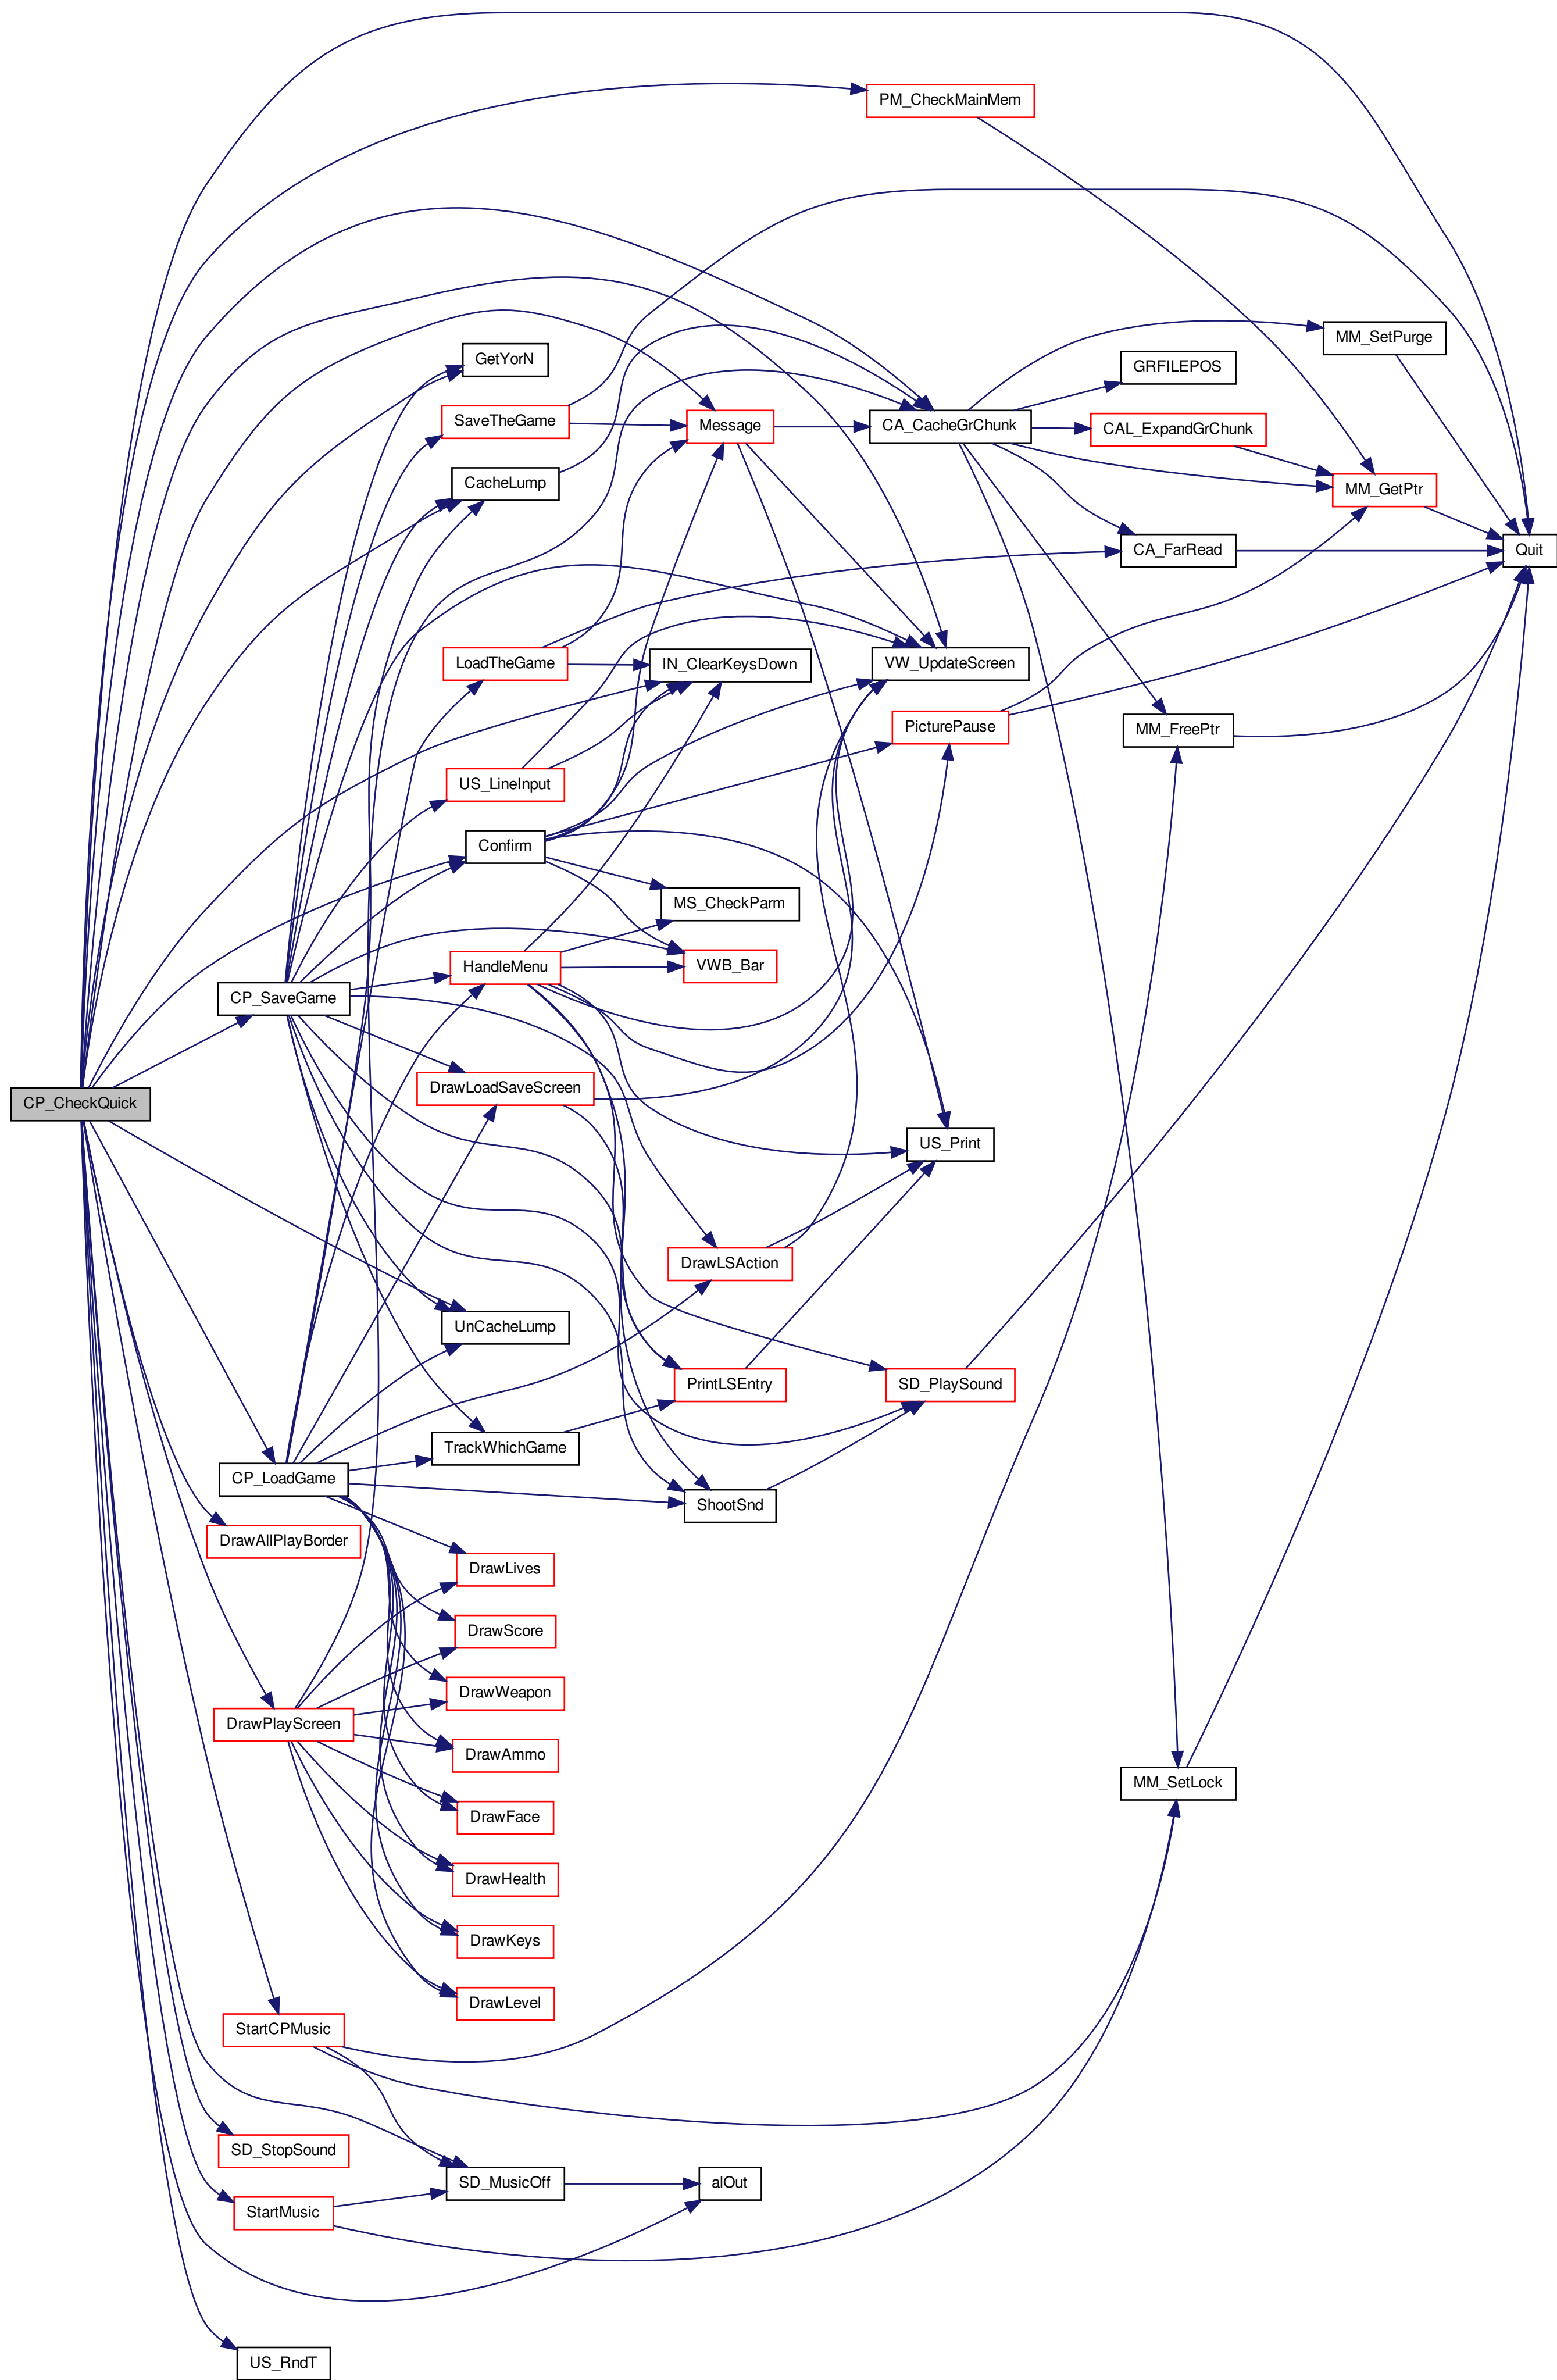 PM_CheckMainMem
MM_SetPurge
GetYorN
GRFILEPOS
SaveTheGame
Message
CA_CacheGrChunk
CAL_ExpandGrChunk
CacheLump
MM_GetPtr
CA_FarRead
Quit
LoadTheGame
IN_ClearKeysDown
VW_UpdateScreen
PicturePause
MM_FreePtr
US_LineInput
Confirm
MS_CheckParm
HandleMenu
VWB_Bar
CP_SaveGame
DrawLoadSaveScreen
CP_CheckQuick
US_Print
DrawLSAction
UnCacheLump
PrintLSEntry
SD_PlaySound
TrackWhichGame
CP_LoadGame
ShootSnd
DrawAllPlayBorder
DrawLives
DrawScore
DrawWeapon
DrawPlayScreen
DrawAmmo
MM_SetLock
DrawFace
DrawHealth
DrawKeys
DrawLevel
StartCPMusic
SD_StopSound
SD_MusicOff
alOut
StartMusic
US_RndT